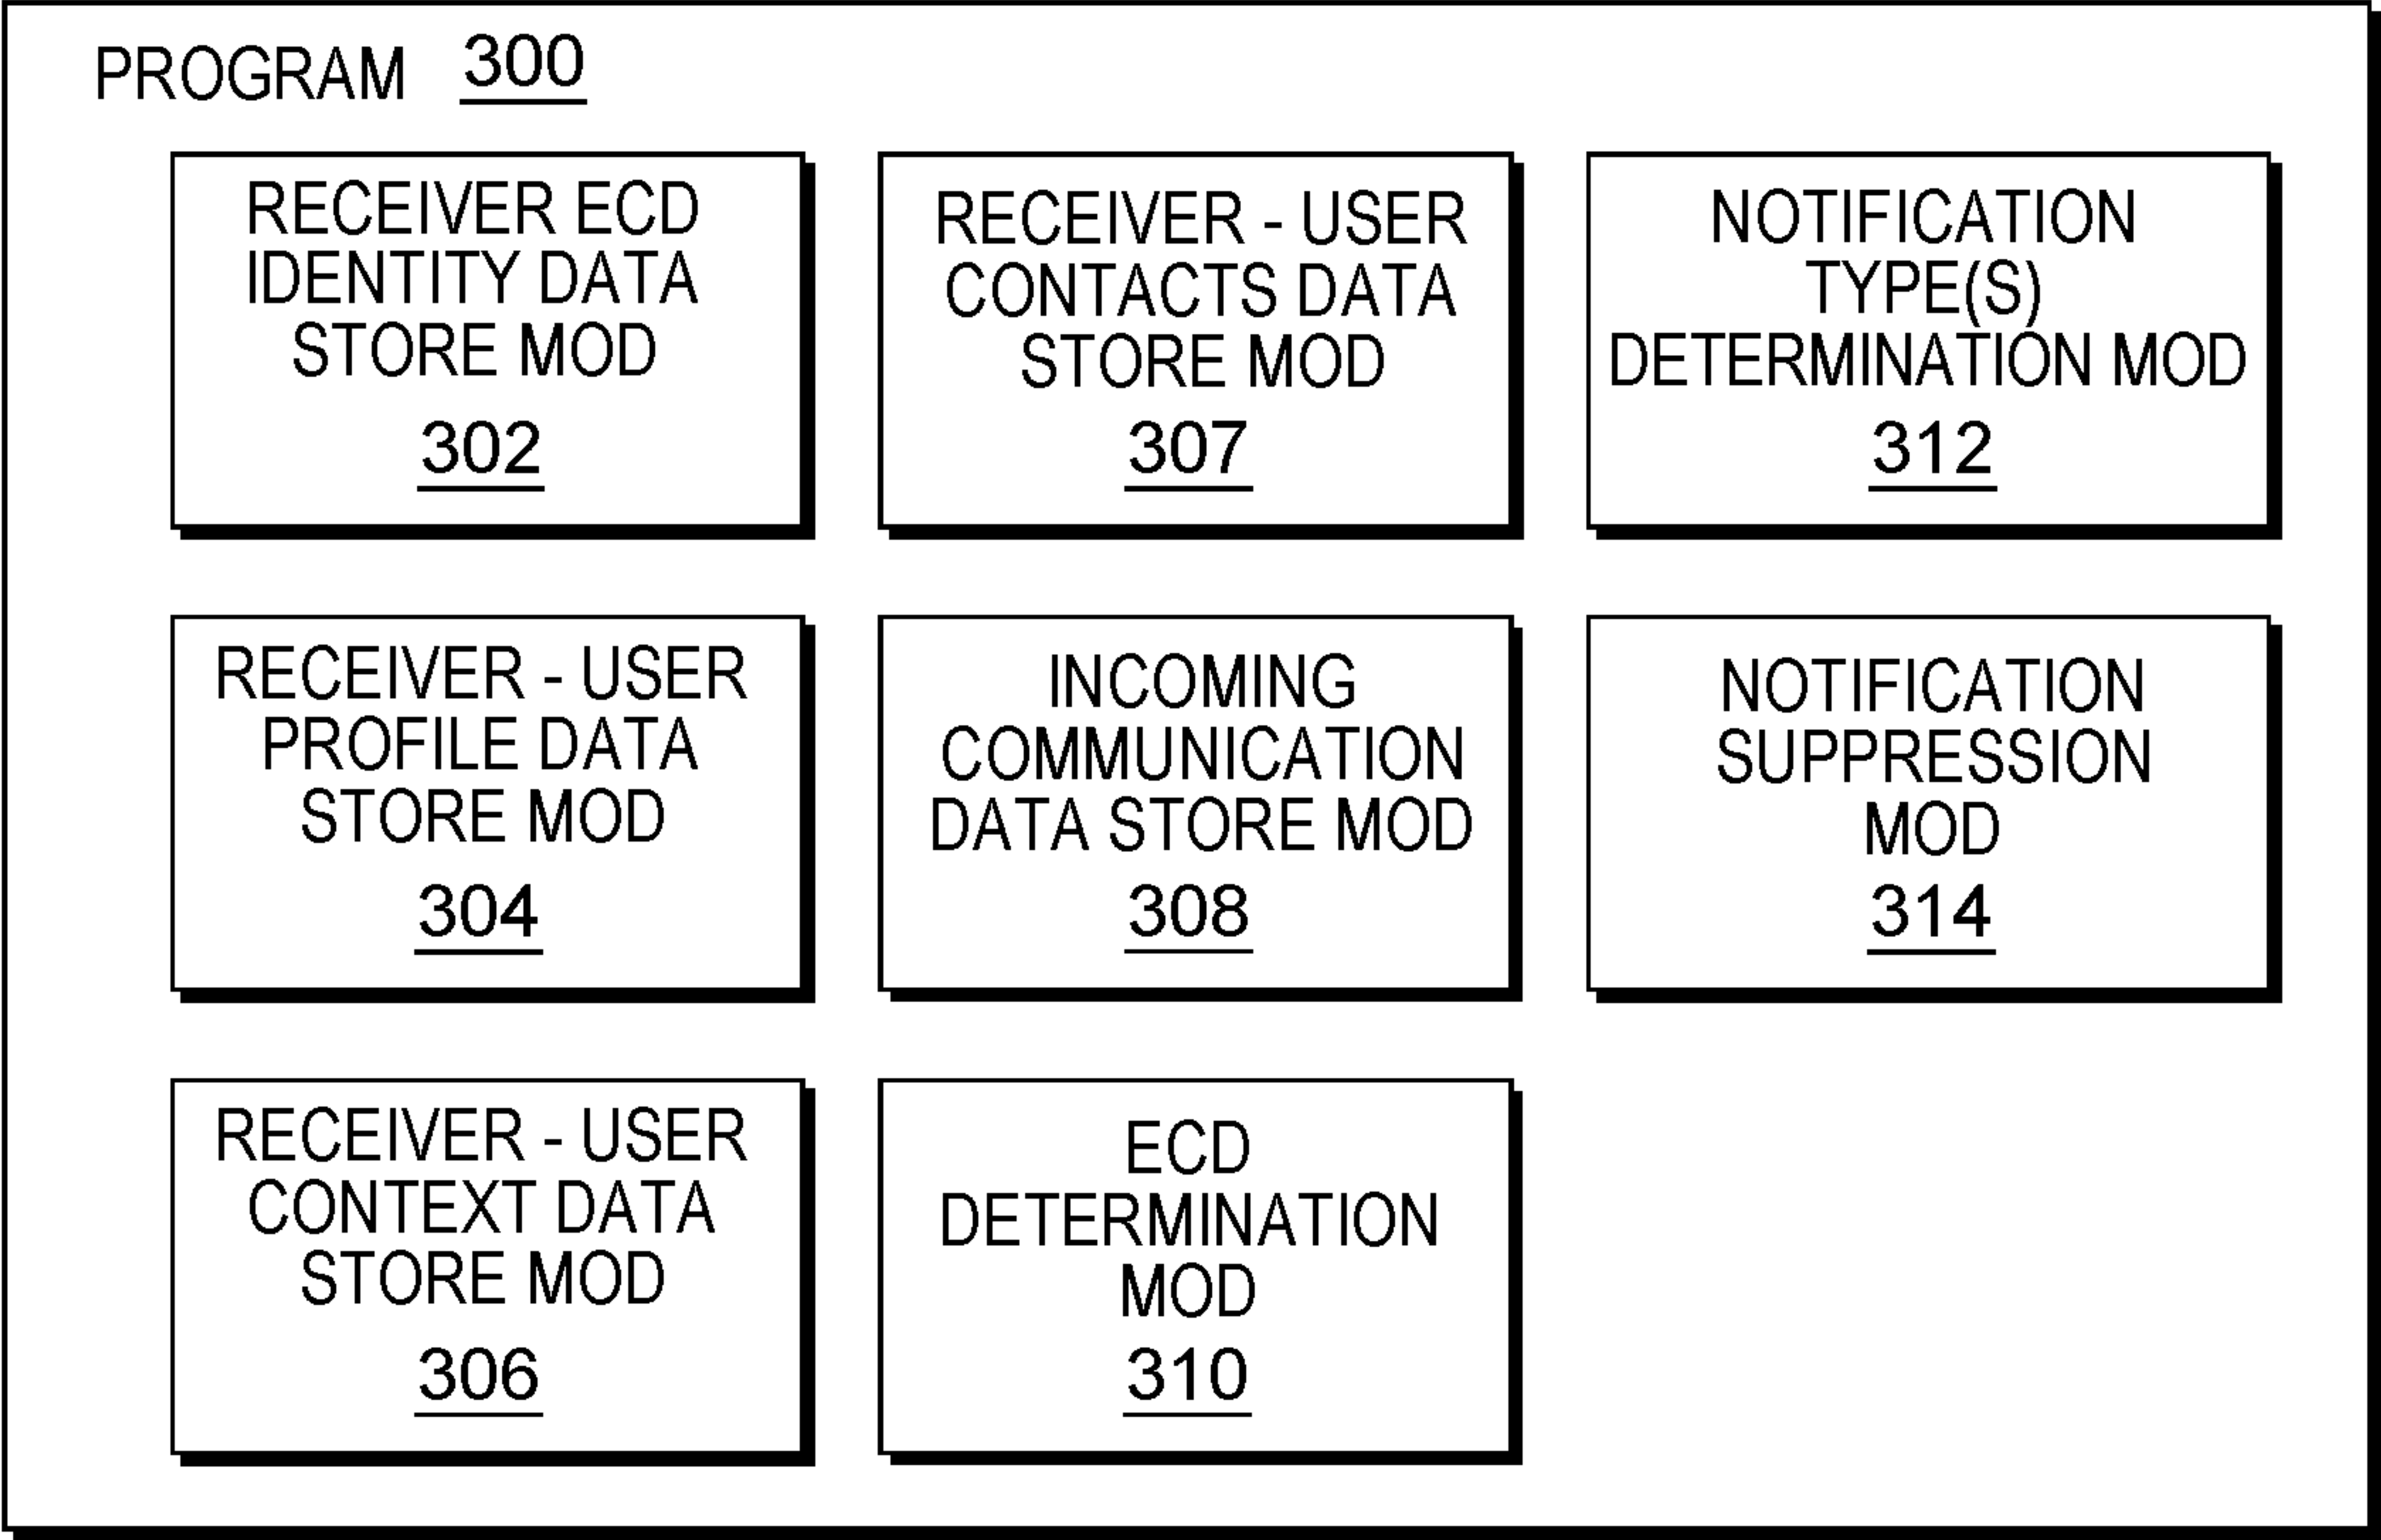 PROGRAM 300
RECEIVER ECD
IDENTITY DATA
STORE MOD
302
RECEIVER - USER
PROFILE DATA
STORE MOD
304
RECEIVER - USER
CONTEXT DATA
STORE MOD
306
RECEIVER - USER
CONTACTS DATA
STORE MOD
307
INCOMING
COMMUNICATION
DATA STORE MOD
308
ECD
DETERMINATION
MOD
310
NOTIFICATION
TYPE(S)
DETERMINATION MOD
312
NOTIFICATION
SUPPRESSION
MOD
314